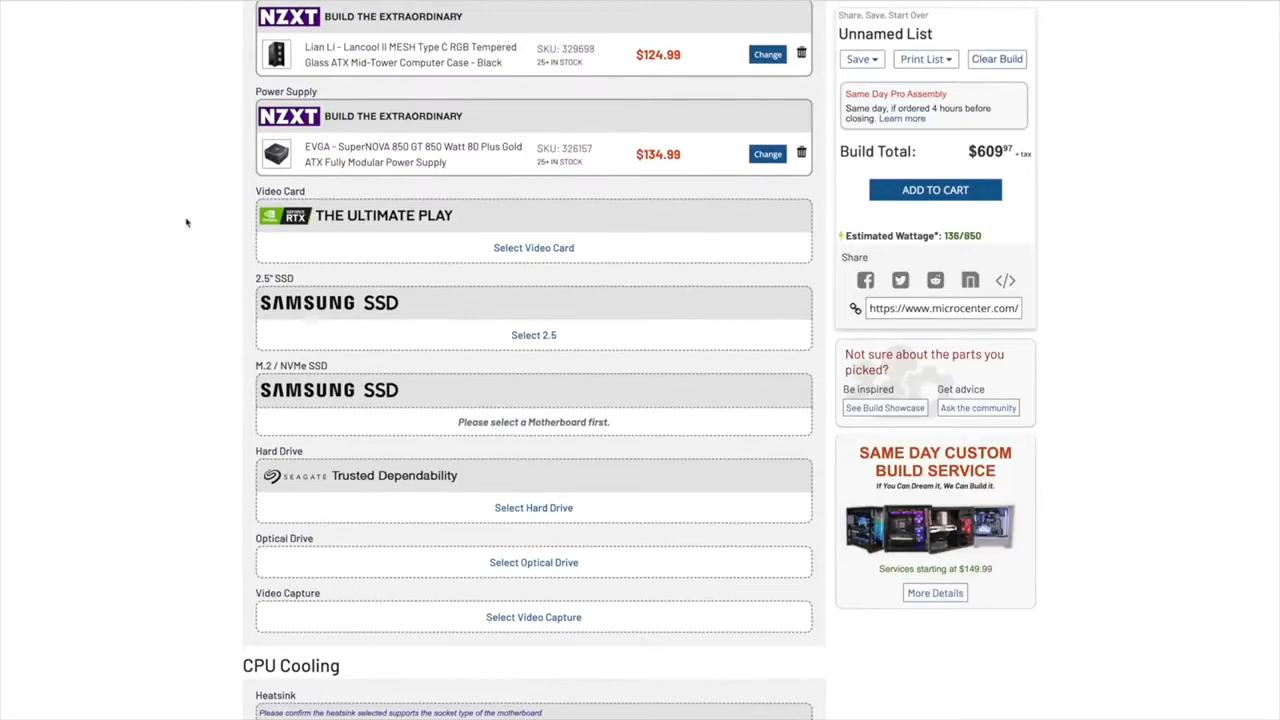 NZXT BUILD THE EXTRAORDINARY
Lian Li - Lancool II MESH Type C RGB Tempered
Glass ATX Mid-Tower Computer Case - Black
SKU: 329698
25+ IN STOCK
$124.99
Change
Power Supply
NZXT BUILD THE EXTRAORDINARY
EVGA - SuperNOVA 850 GT 850 Watt 80 Plus Gold
ATX Fully Modular Power Supply
SKU: 326157
25+ IN STOCK
$134.99
Change
Video Card
GEFORCE
RTX
THE ULTIMATE PLAY
Select Video Card
2.5" SSD
SAMSUNG SSD
Select 2.5
M.2 / NVMe SSD
SAMSUNG SSD
Please select a Motherboard first.
Hard Drive
SEAGATE Trusted Dependability
Select Hard Drive
Optical Drive
Select Optical Drive
Video Capture
Select Video Capture
CPU Cooling
Heatsink
Please confirm the heatsink selected supports the socket type of the motherboard
Share, Save, Start Over
Unnamed List
Save
Print List
Clear Build
Same Day Pro Assembly
Same day, if ordered 4 hours before
closing. Learn more
Build Total: $60997 + tax
ADD TO CART
Estimated Wattage*: 136/850
Share
https://www.microcenter.com/
Not sure about the parts you
picked?
Be inspired
Get advice
See Build Showcase
Ask the community
SAME DAY CUSTOM
BUILD SERVICE
If You Can Dream it, We Can Build it.
Services starting at $149.99
More Details